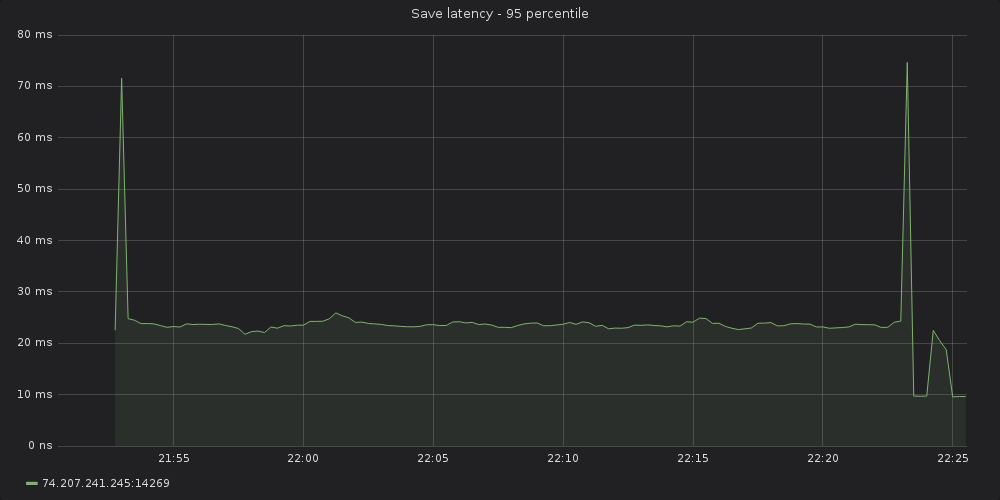 Save latency - 95 percentile
80 ms
70 ms
60 ms
50 ms
40 ms
30 ms
20 ms
10 ms
0 ns
21:55 22:00 22:05 22:10 22:15 22:20 22:25
74.207.241.245:14269